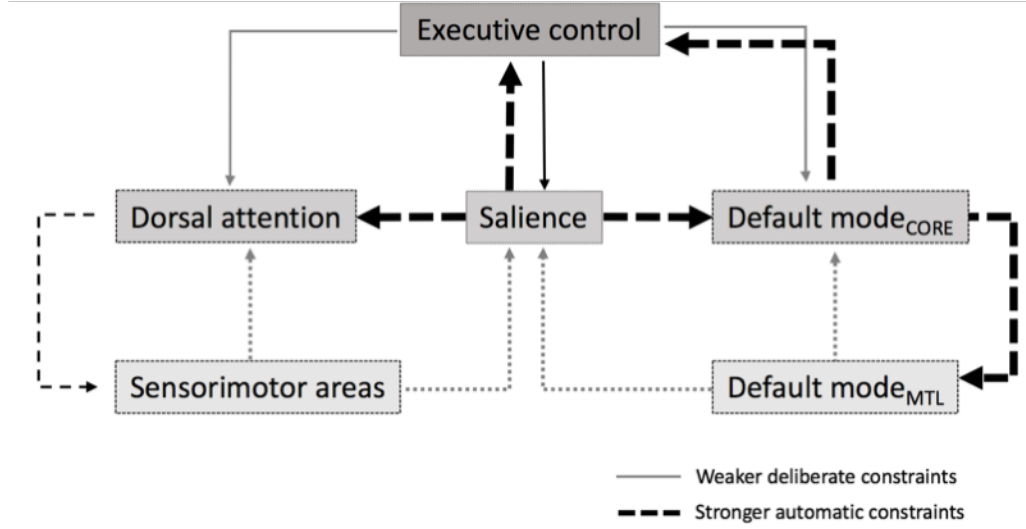 Executive control
Dorsal attention
Salience
Default modeCORE
Sensorimotor areas
Default modeMTL
Weaker deliberate constraints
Stronger automatic constraints